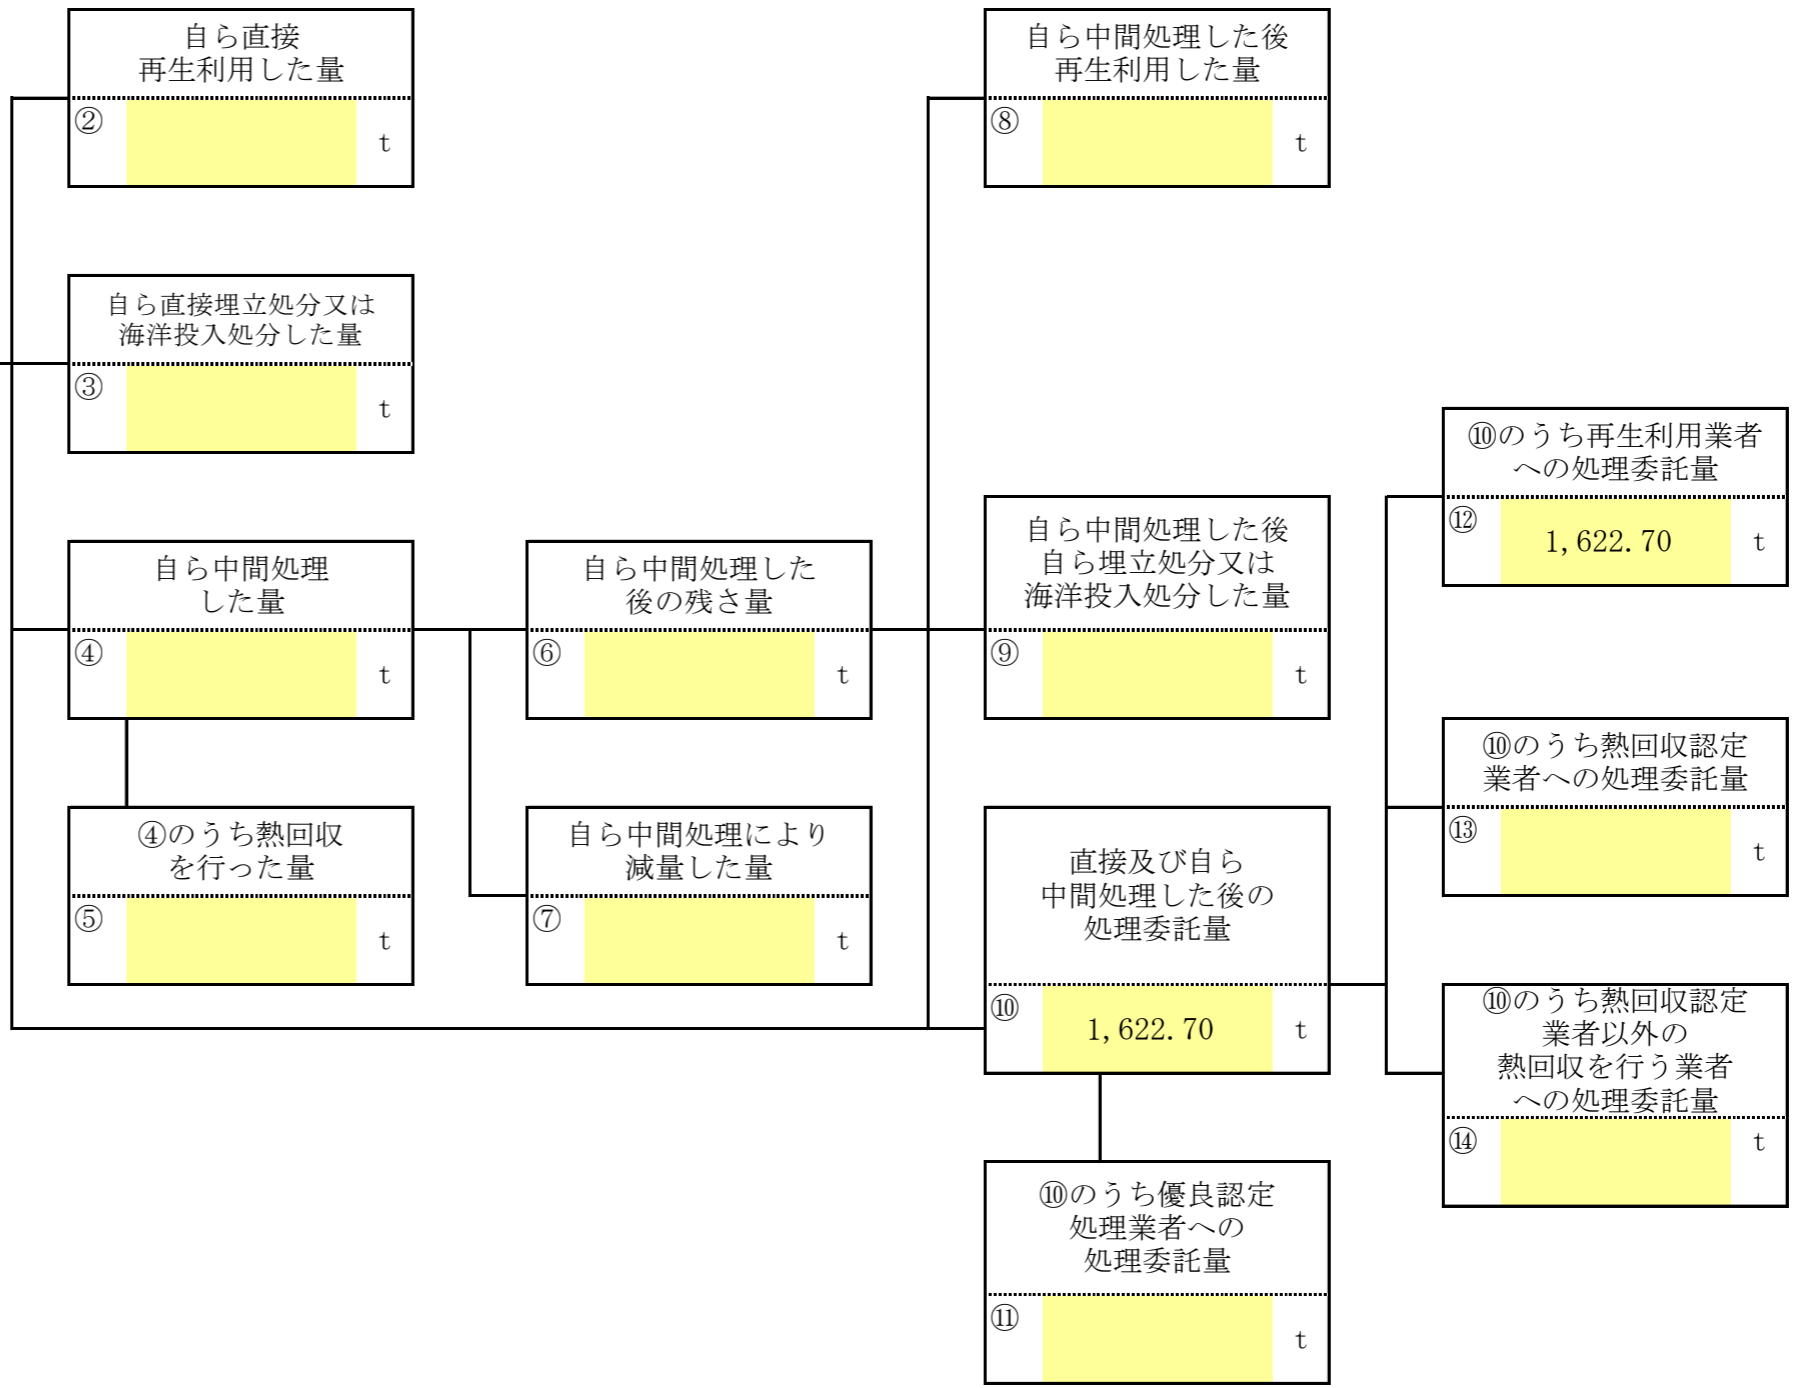 自ら直接
再生利用した量
②
t
自ら中間処理した後
再生利用した量
⑧
t
自ら直接埋立処分又は
海洋投入処分した量
③
t
⑩のうち再生利用業者
への処理委託量
⑫
1,622.70
t
自ら中間処理
した量
④
t
自ら中間処理した
後の残さ量
⑥
t
自ら中間処理した後
自ら埋立処分又は
海洋投入処分した量
⑨
t
⑩のうち熱回収認定
業者への処理委託量
⑬
t
④のうち熱回収
を行った量
⑤
t
自ら中間処理により
減量した量
⑦
t
直接及び自ら
中間処理した後の
処理委託量
⑩
1,622.70
t
⑩のうち熱回収認定
業者以外の
熱回収を行う業者
への処理委託量
⑭
t
⑩のうち優良認定
処理業者への
処理委託量
⑪
t